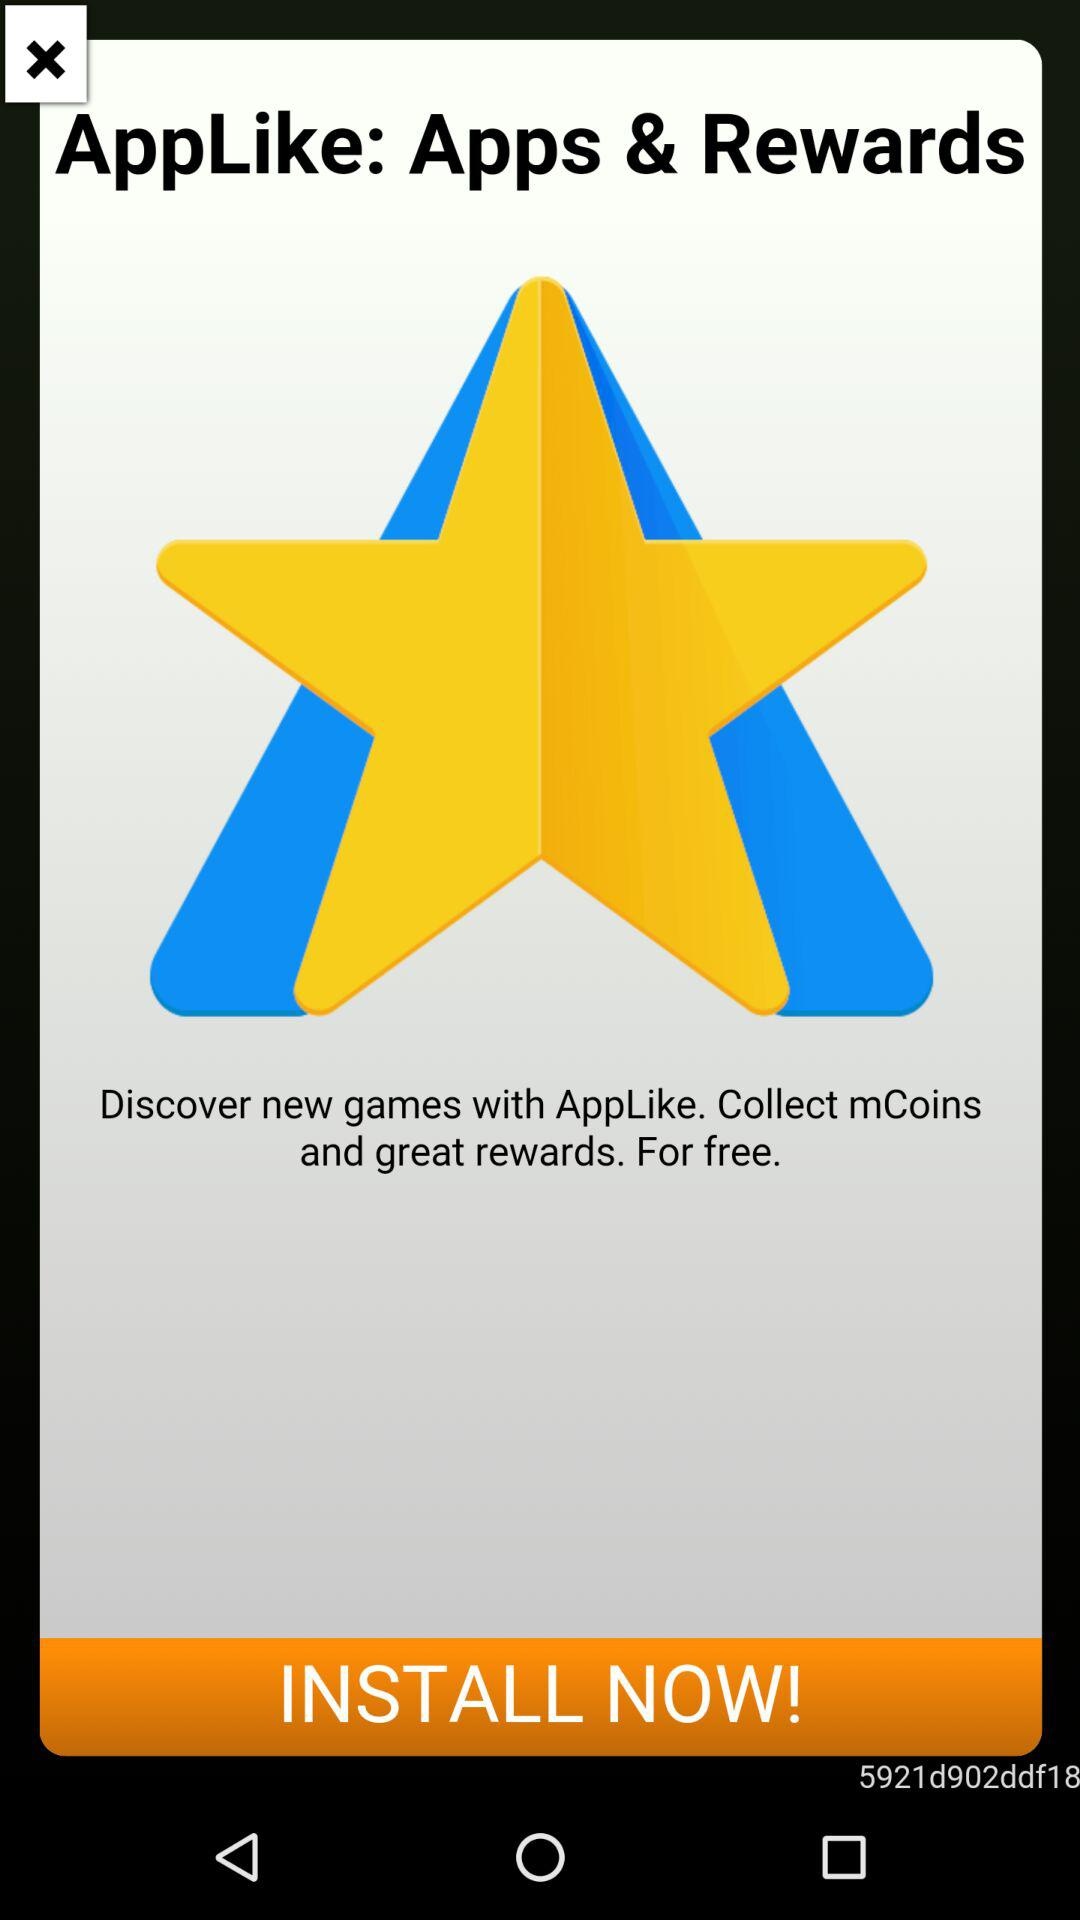 AppLike: Apps & Rewards
Discover new games with AppLike. Collect mCoins
and great rewards. For free.
INSTALL NOW!
5921d902ddf18